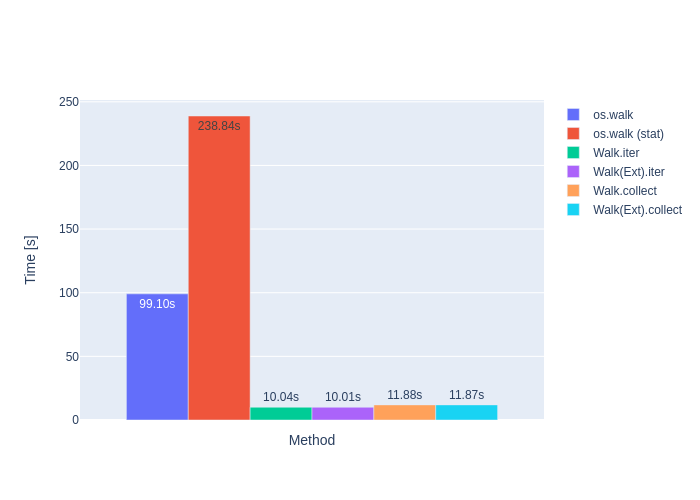 250
200
150
100
50
0
Time [s]
99.10s
238.84s
10.04s
10.01s
11.88s
11.87s
Method
os.walk
os.walk (stat)
Walk.iter
Walk(Ext).iter
Walk.collect
Walk(Ext).collect